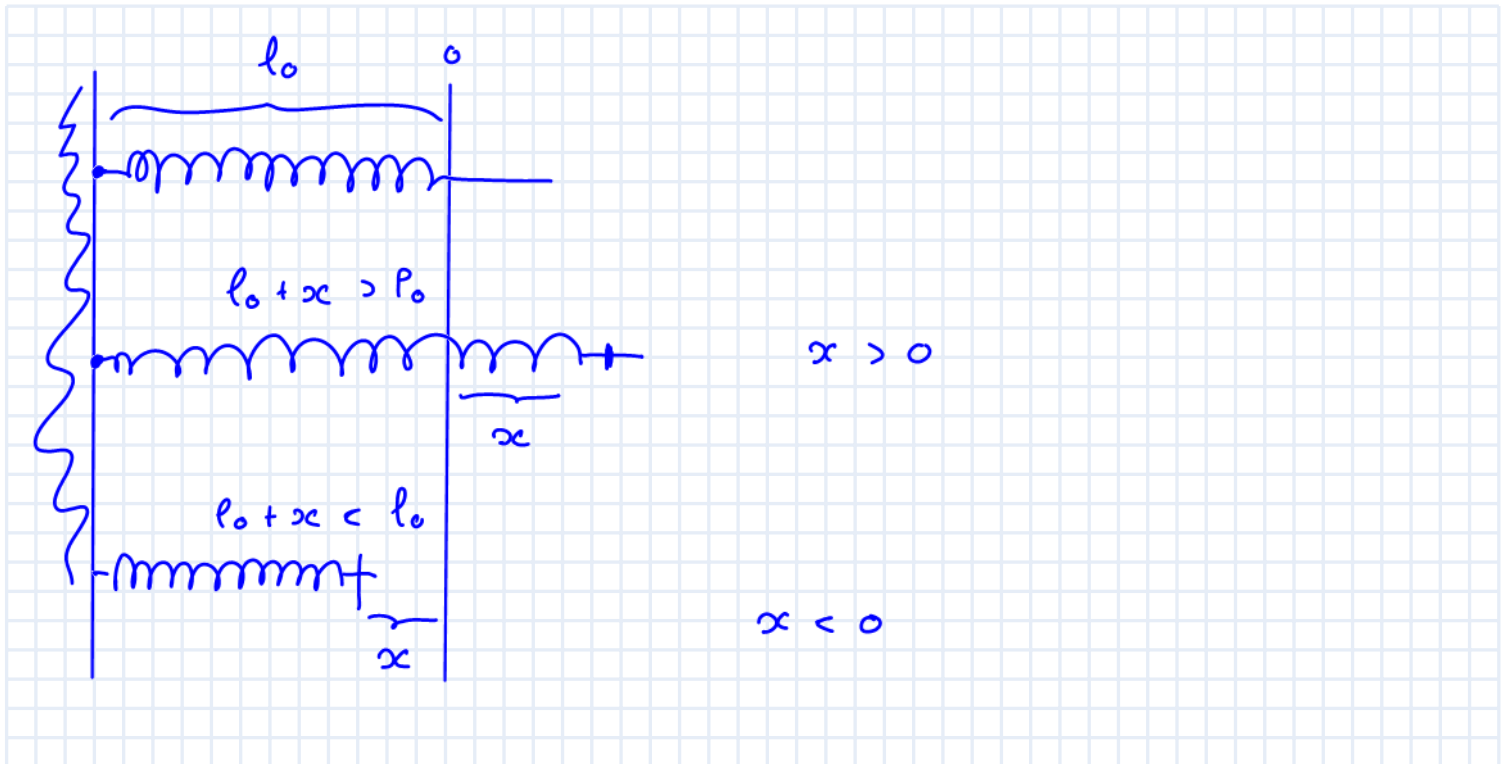 l₀ 0
l₀ + x > l₀
x > 0
x
l₀ + x < l₀
x < 0
x